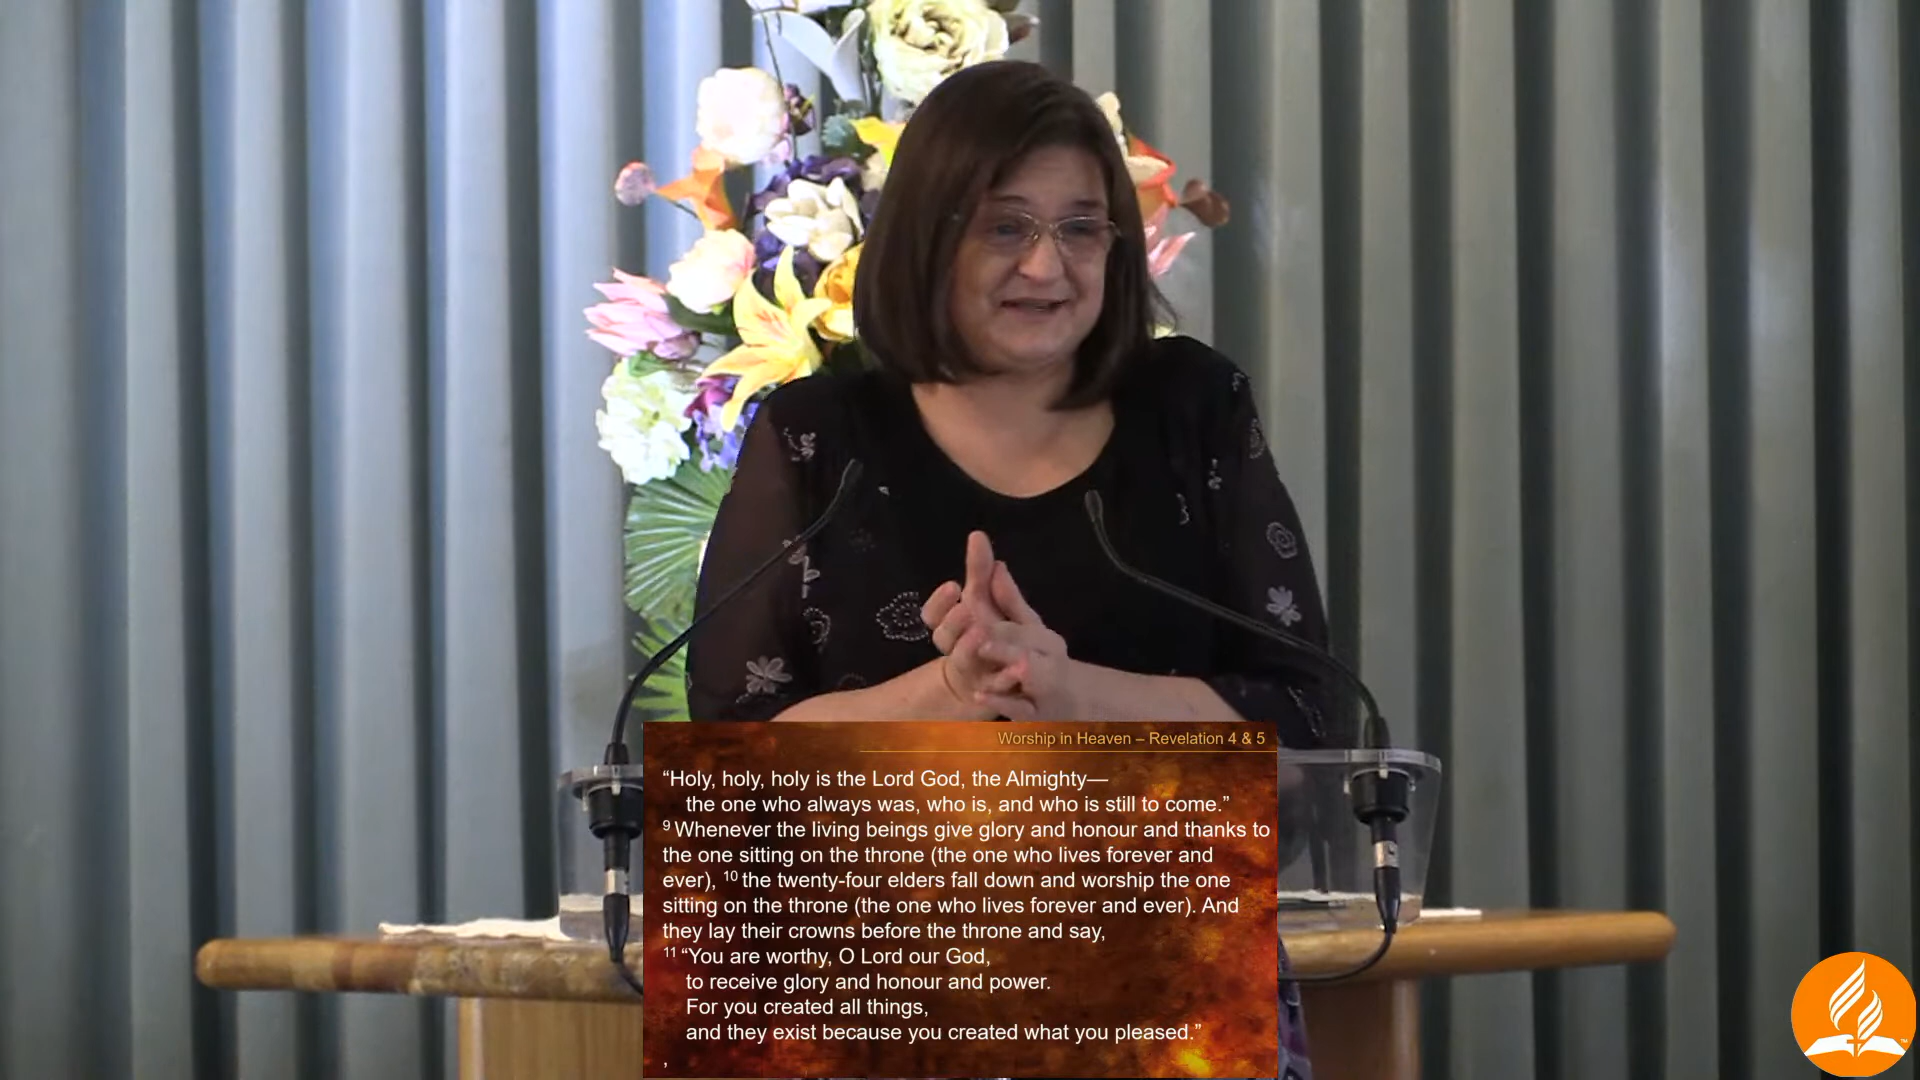 Worship in Heaven – Revelation 4 & 5
“Holy, holy, holy is the Lord God, the Almighty—
the one who always was, who is, and who is still to come.”
9 Whenever the living beings give glory and honour and thanks to
the one sitting on the throne (the one who lives forever and
ever), 10 the twenty-four elders fall down and worship the one
sitting on the throne (the one who lives forever and ever). And
they lay their crowns before the throne and say,
11 “You are worthy, O Lord our God,
to receive glory and honour and power.
For you created all things,
and they exist because you created what you pleased.”
,